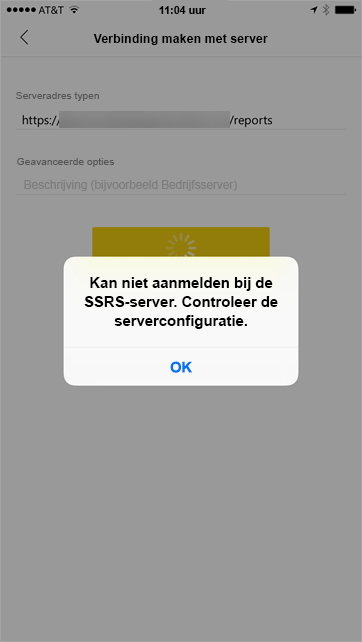 AT&T 11:04 uur
Verbinding maken met server
Serveradres typen
https:// /reports
Geavanceerde opties
Beschrijving (bijvoorbeeld Bedrijfsserver)
Kan niet aanmelden bij de
SSRS-server. Controleer de
serverconfiguratie.
OK